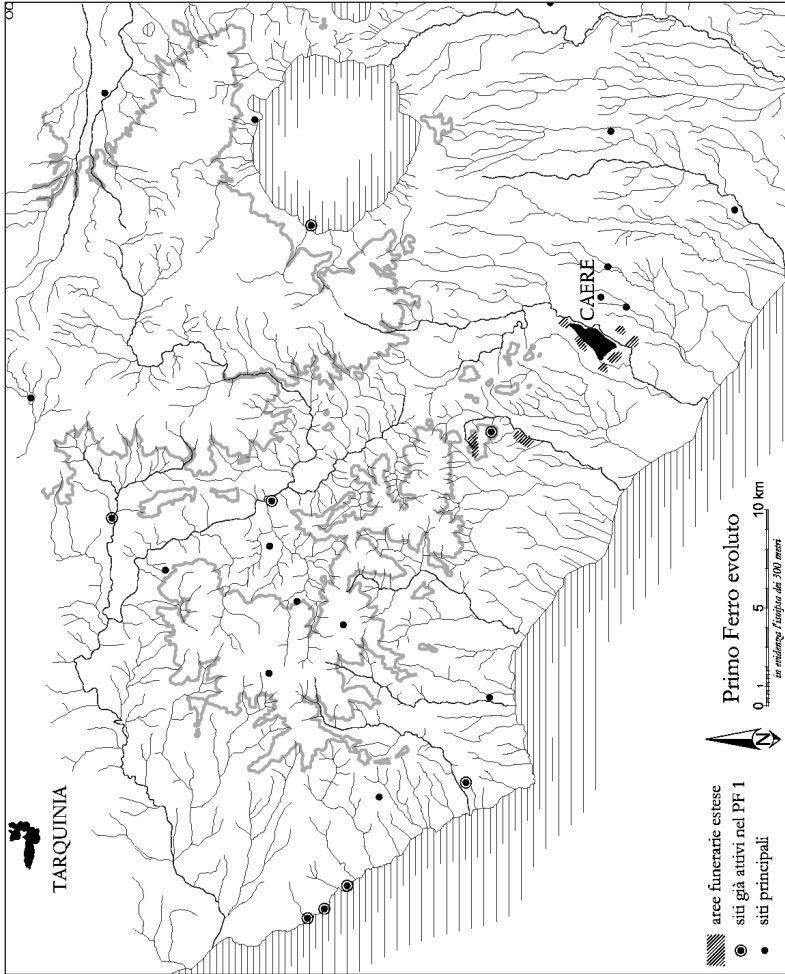 TARQUINIA
CAERE
Primo Ferro evoluto
0 1 5 10 km
in evidenza l'isoipsa dei 300 metri
N
aree funerarie estese
siti già attivi nel PF 1
siti principali